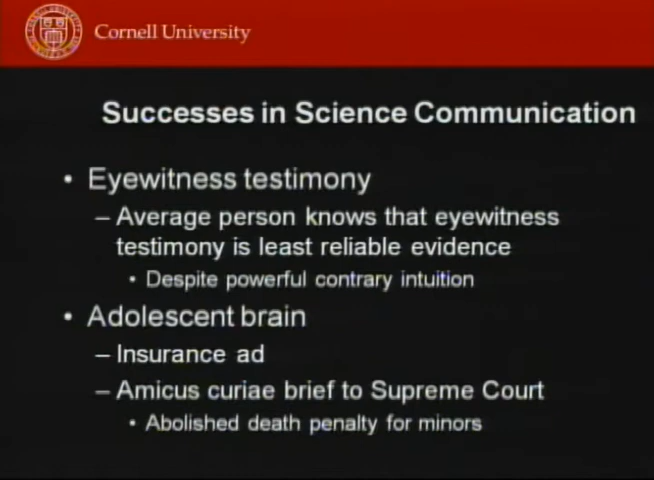 Cornell University
Successes in Science Communication
• Eyewitness testimony
– Average person knows that eyewitness
testimony is least reliable evidence
• Despite powerful contrary intuition
• Adolescent brain
– Insurance ad
– Amicus curiae brief to Supreme Court
• Abolished death penalty for minors